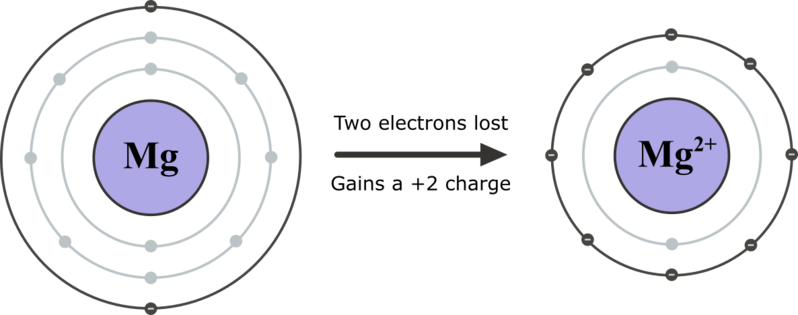 Two electrons lost
Mg
Mg²⁺
Gains a +2 charge